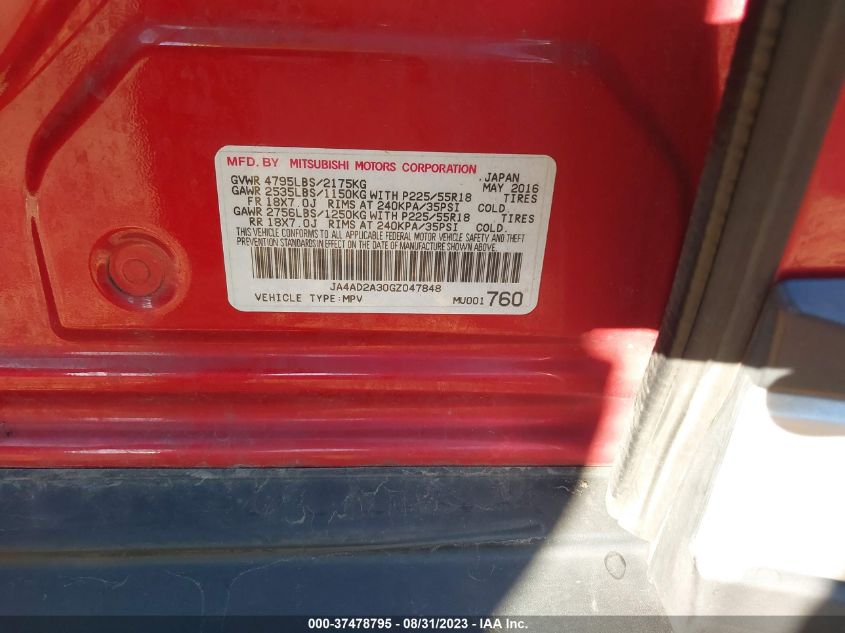 MFD. BY MITSUBISHI MOTORS CORPORATION
JAPAN
GVWR 4795LBS/2175KG MAY 2016
GAWR 2535LBS/1150KG WITH P225/55R18 TIRES
FR 18X7.0J RIMS AT 240KPA/35PSI COLD.
GAWR 2756LBS/1250KG WITH P225/55R18 TIRES
RR 18X7.0J RIMS AT 240KPA/35PSI COLD.
THIS VEHICLE CONFORMS TO ALL APPLICABLE FEDERAL MOTOR VEHICLE SAFETY AND THEFT
PREVENTION STANDARDS IN EFFECT ON THE DATE OF MANUFACTURE SHOWN ABOVE.
JA4AD2A30GZ047848
VEHICLE TYPE:MPV MU001 760
000-37478795 - 08/31/2023 - IAA Holdings, LLC.